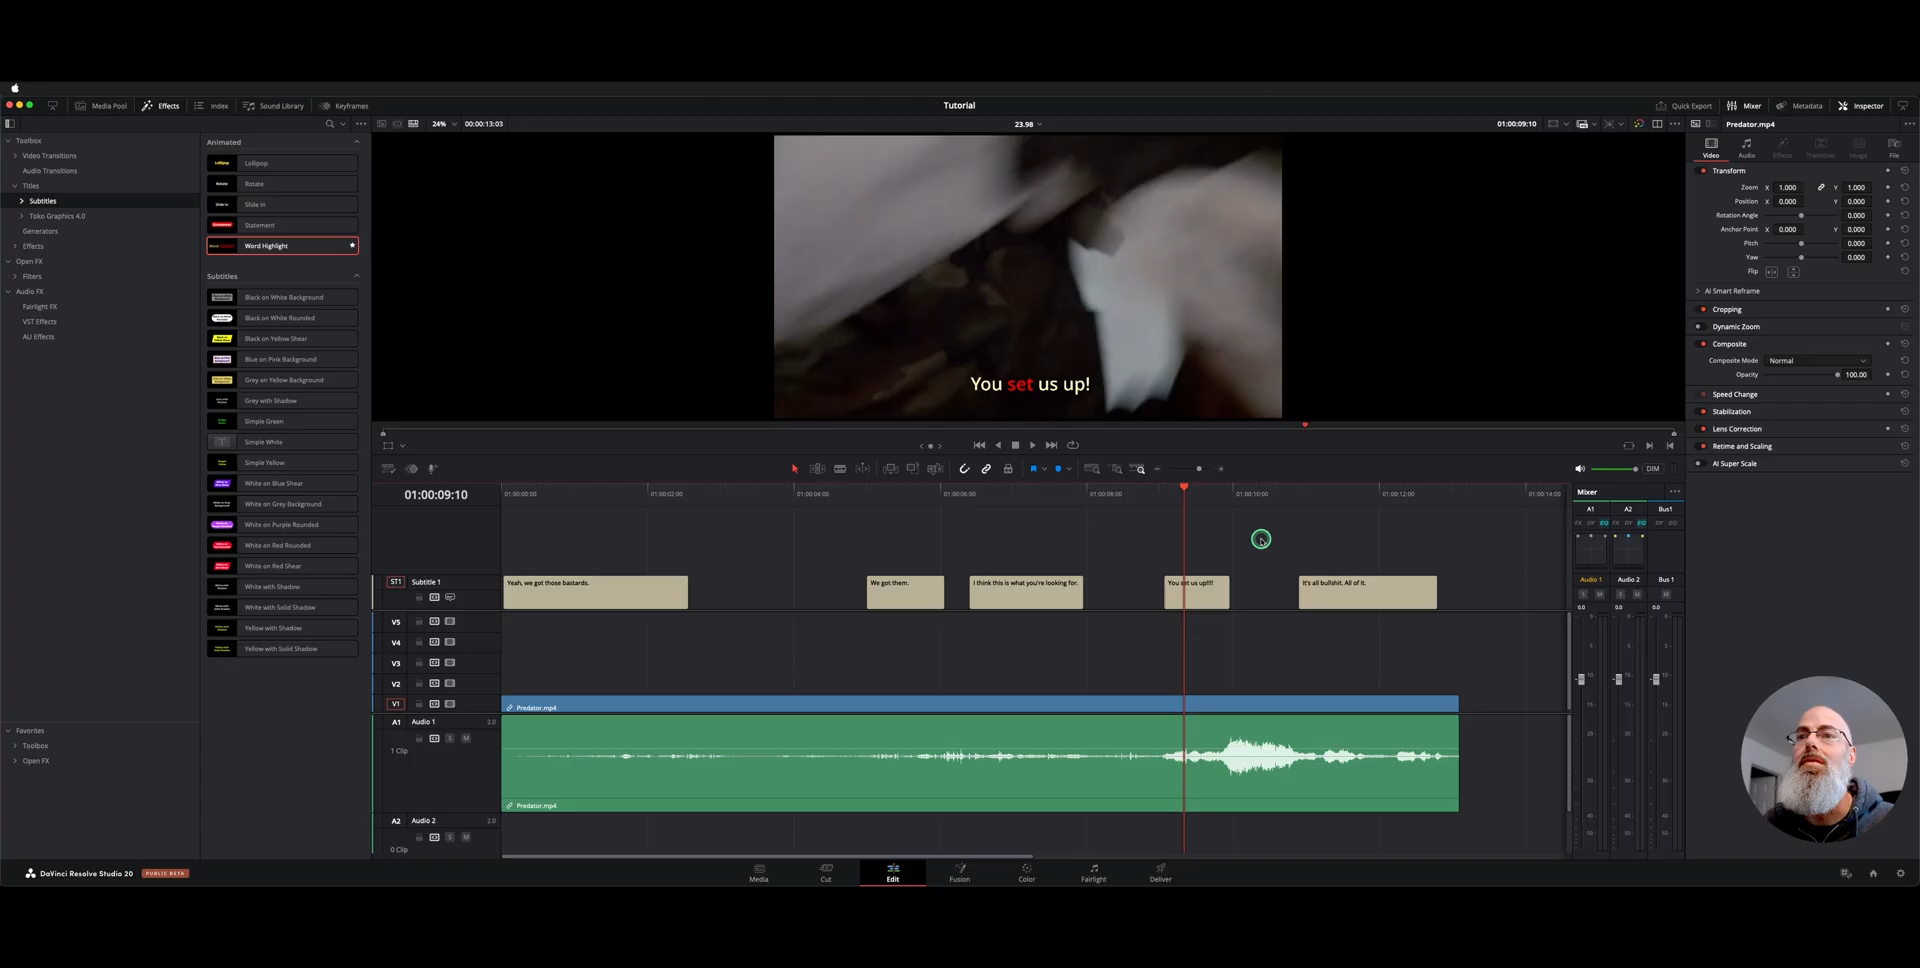 Media Pool
Effects
Index
Sound Library
Keyframes
Tutorial
Quick Export
Mixer
Metadata
Inspector
24%
00:00:13:03
23.98
01:00:09:10
Predator.mp4
Toolbox
Video Transitions
Audio Transitions
Titles
Subtitles
Toko Graphics 4.0
Generators
Effects
Open FX
Filters
Audio FX
Fairlight FX
VST Effects
AU Effects
Favorites
Toolbox
Open FX
Animated
Lollipop
Rotate
Slide In
Statement
Word Highlight
Subtitles
Black on White Background
Black on White Rounded
Black on Yellow Shear
Blue on Pink Background
Grey on Yellow Background
Grey with Shadow
Simple Green
Simple White
Simple Yellow
White on Blue Shear
White on Grey Background
White on Purple Rounded
White on Red Rounded
White on Red Shear
White with Shadow
White with Solid Shadow
Yellow with Shadow
Yellow with Solid Shadow
You set us up!
Video
Audio
Effects
Transition
Image
File
Transform
Zoom X 1.000 Y 1.000
Position X 0.000 Y 0.000
Rotation Angle 0.000
Anchor Point X 0.000 Y 0.000
Pitch 0.000
Yaw 0.000
Flip
AI Smart Reframe
Cropping
Dynamic Zoom
Composite
Composite Mode Normal
Opacity 100.00
Speed Change
Stabilization
Lens Correction
Retime and Scaling
AI Super Scale
DIM
01:00:09:10
01:00:00:00
01:00:02:00
01:00:04:00
01:00:06:00
01:00:08:00
01:00:10:00
01:00:12:00
01:00:14:00
ST1 Subtitle 1
Yeah, we got those bastards.
We got them.
I think this is what you're looking for.
It's all bullshit. All of it.
V5
V4
V3
V2
V1
Predator.mp4
A1 Audio 1 2.0
S M
1 Clip
Predator.mp4
A2 Audio 2 2.0
S M
0 Clip
Mixer
A1 A2 Bus1
FX DY EQ FX DY EQ DY EQ
Audio 1 Audio 2 Bus 1
S M S M M
0.0 0.0 0.0
DaVinci Resolve Studio 20
PUBLIC BETA
Media
Cut
Edit
Fusion
Color
Fairlight
Deliver